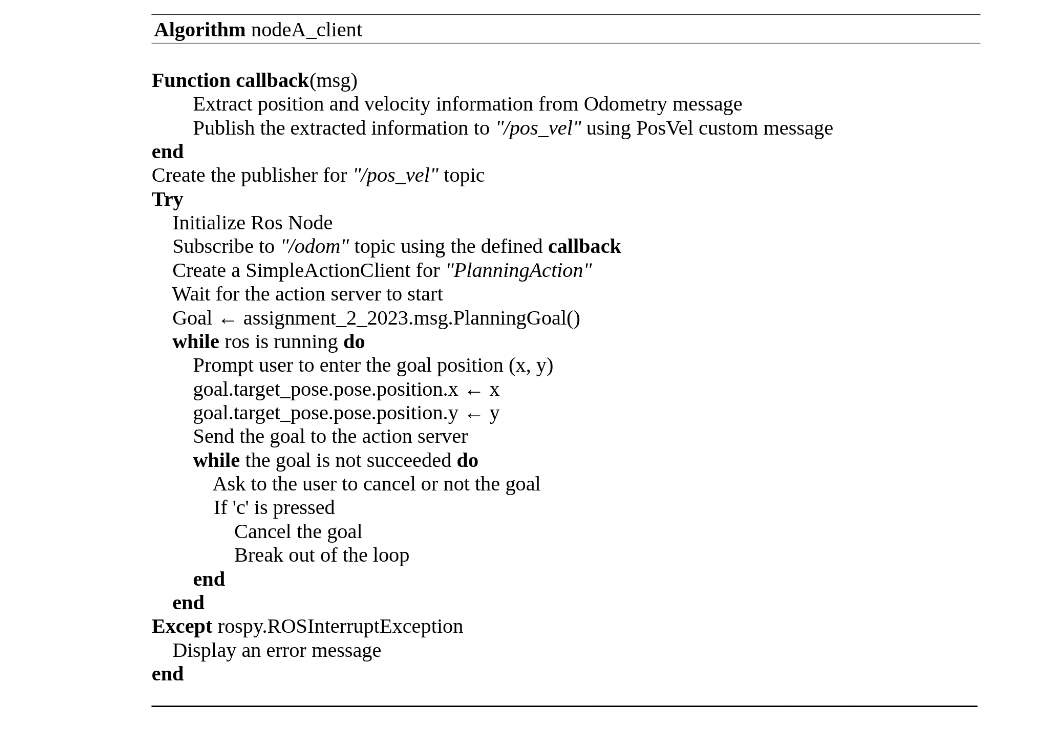 Algorithm nodeA_client
Function callback(msg)
Extract position and velocity information from Odometry message
Publish the extracted information to "/pos_vel" using PosVel custom message
end
Create the publisher for "/pos_vel" topic
Try
Initialize Ros Node
Subscribe to "/odom" topic using the defined callback
Create a SimpleActionClient for "PlanningAction"
Wait for the action server to start
Goal ← assignment_2_2023.msg.PlanningGoal()
while ros is running do
Prompt user to enter the goal position (x, y)
goal.target_pose.pose.position.x ← x
goal.target_pose.pose.position.y ← y
Send the goal to the action server
while the goal is not succeeded do
Ask to the user to cancel or not the goal
If 'c' is pressed
Cancel the goal
Break out of the loop
end
end
Except rospy.ROSInterruptException
Display an error message
end